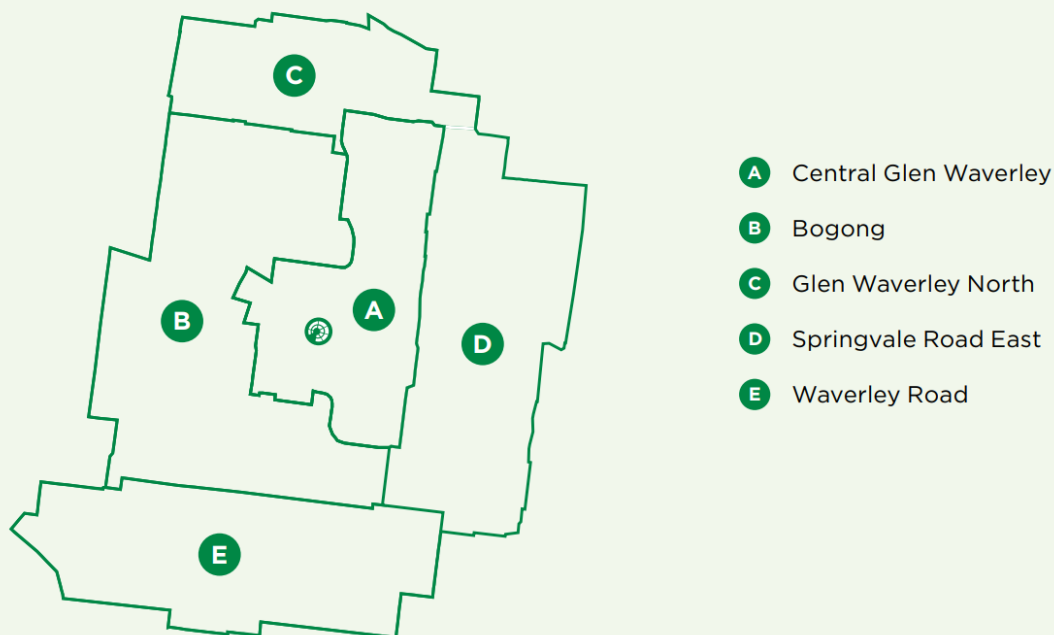 C
B
A
D
E
A Central Glen Waverley
B Bogong
C Glen Waverley North
D Springvale Road East
E Waverley Road